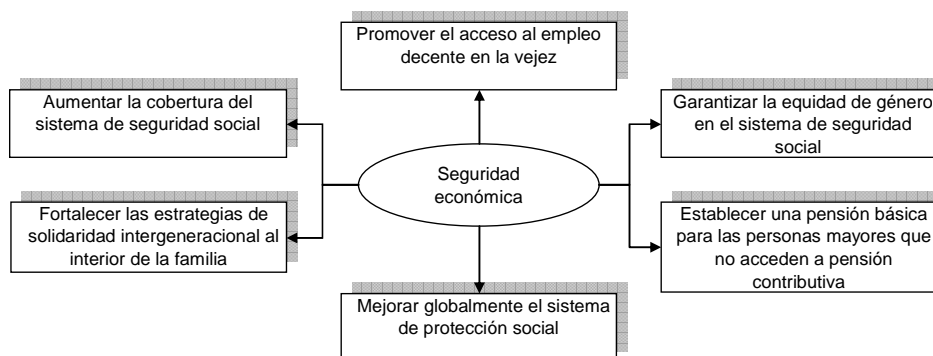 Promover el acceso al empleo
decente en la vejez
Aumentar la cobertura del
sistema de seguridad social
Garantizar la equidad de género
en el sistema de seguridad
social
Seguridad
económica
Fortalecer las estrategias de
solidaridad intergeneracional al
interior de la familia
Establecer una pensión básica
para las personas mayores que
no acceden a pensión
contributiva
Mejorar globalmente el sistema
de protección social